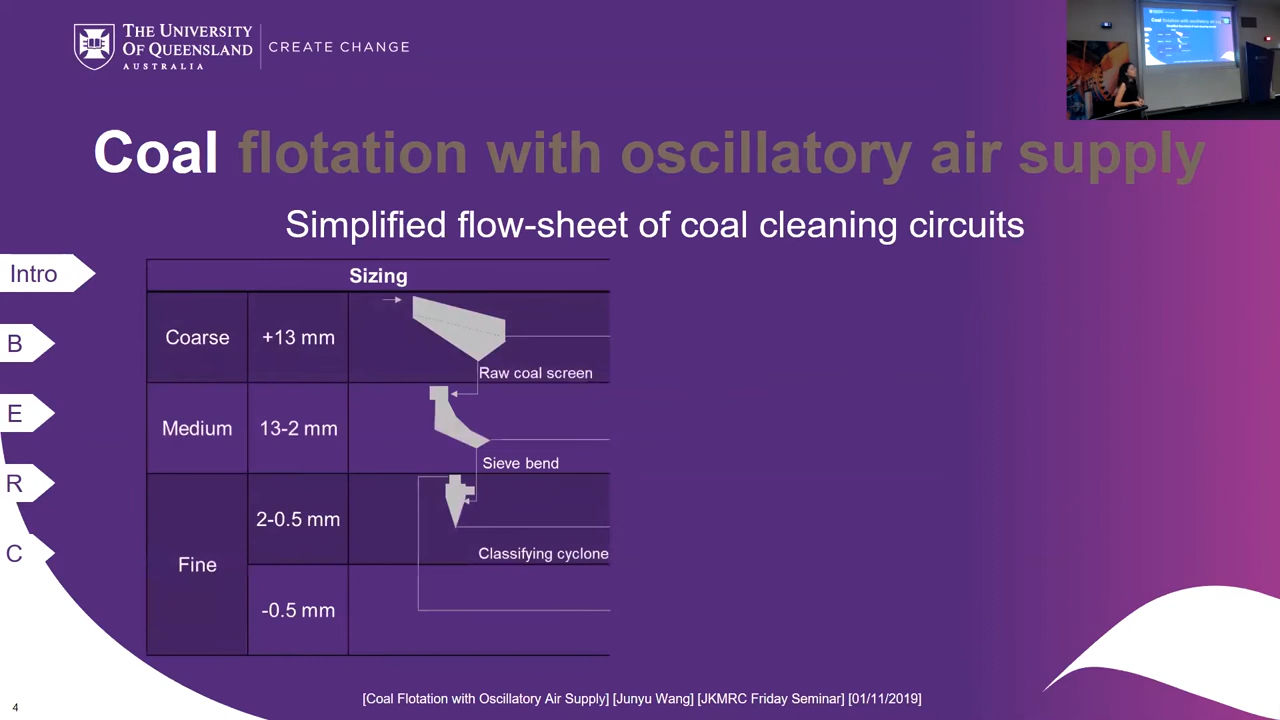 THE UNIVERSITY
OF QUEENSLAND
AUSTRALIA
CREATE CHANGE
Coal flotation with oscillatory air supply
Simplified flow-sheet of coal cleaning circuits
Intro
B
E
R
C
Sizing
Coarse
+13 mm
Raw coal screen
Medium
13-2 mm
Sieve bend
Fine
2-0.5 mm
Classifying cyclone
-0.5 mm
4
[Coal Flotation with Oscillatory Air Supply] [Junyu Wang] [JKMRC Friday Seminar] [01/11/2019]